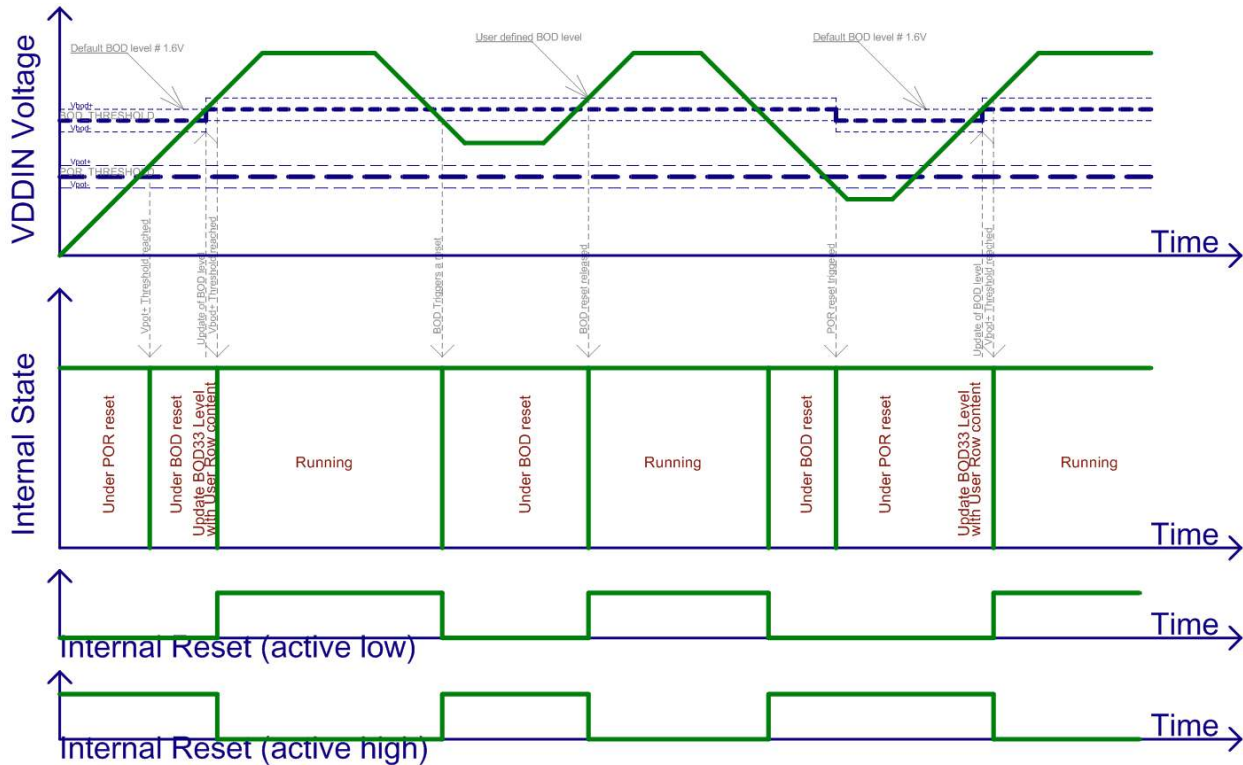 VDDIN Voltage
Default BOD level # 1.6V
User defined BOD level
Default BOD level # 1.6V
Vbod+
BOD_THRESHOLD
Vbod-
Vpot+
POR_THRESHOLD
Vpot-
Time
Vpot+ Threshold reached
Update of BOD level
Vbod+ Threshold reached
BOD Triggers a reset
BOD reset released
POR reset triggered
Update of BOD level
Vbod+ Threshold reached
Internal State
Under POR reset
Under BOD reset
Update BOD33 Level
with User Row content
Running
Under BOD reset
Running
Under BOD reset
Under POR reset
Update BOD33 Level
with User Row content
Running
Time
Time
Internal Reset (active low)
Time
Internal Reset (active high)